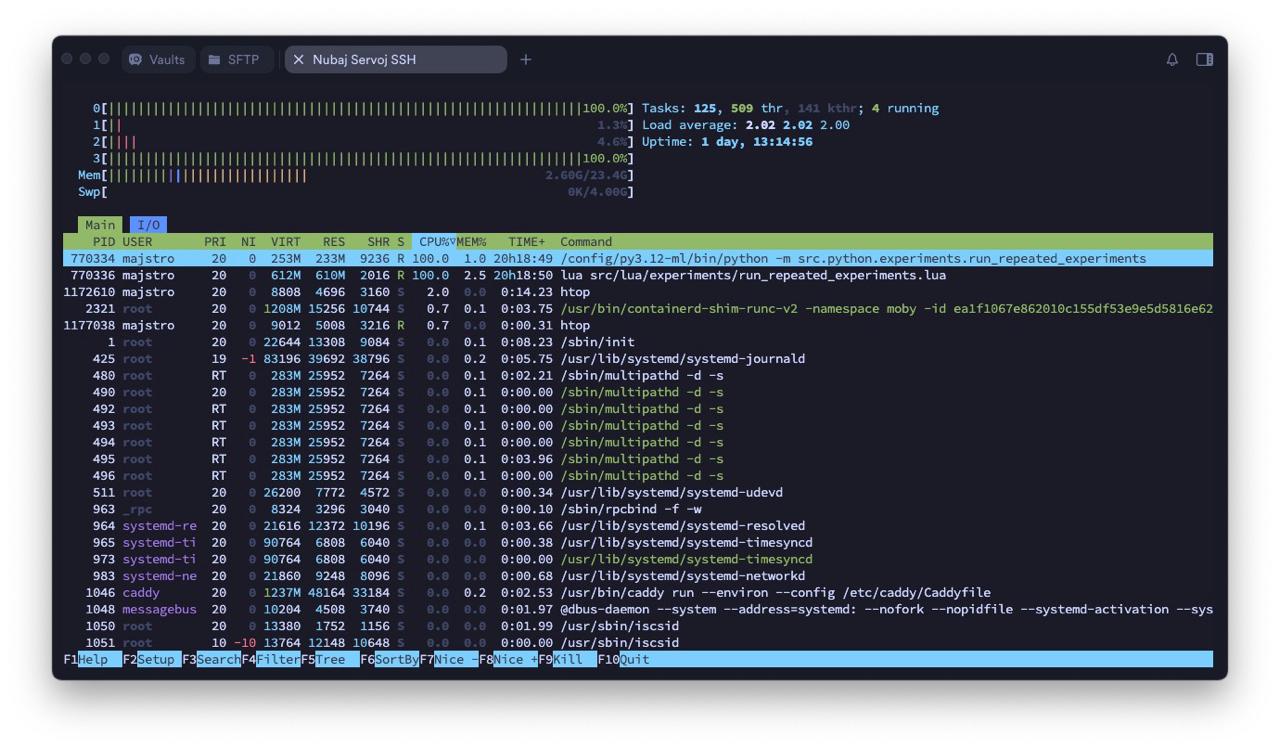 Vaults SFTP Nubaj Servoj SSH
0[100.0%] Tasks: 125, 509 thr, 141 kthr; 4 running
1[1.3%] Load average: 2.02 2.02 2.00
2[4.6%] Uptime: 1 day, 13:14:56
3[100.0%]
Mem[2.60G/23.4G]
Swp[0K/4.00G]
Main I/O
PID USER PRI NI VIRT RES SHR S CPU%▽MEM% TIME+ Command
770334 majstro 20 0 253M 233M 9236 R 100.0 1.0 20h18:49 /config/py3.12-ml/bin/python -m src.python.experiments.run_repeated_experiments
770336 majstro 20 0 612M 610M 2016 R 100.0 2.5 20h18:50 lua src/lua/experiments/run_repeated_experiments.lua
1172610 majstro 20 0 8808 4696 3160 S 2.0 0.0 0:14.23 htop
2321 root 20 0 1208M 15256 10744 S 0.7 0.1 0:03.75 /usr/bin/containerd-shim-runc-v2 -namespace moby -id ea1f1067e862010c155df53e9e5d5816e62
1177038 majstro 20 0 9012 5008 3216 R 0.7 0.0 0:00.31 htop
1 root 20 0 22644 13308 9084 S 0.0 0.1 0:08.23 /sbin/init
425 root 19 -1 83196 39692 38796 S 0.0 0.2 0:05.75 /usr/lib/systemd/systemd-journald
480 root RT 0 283M 25952 7264 S 0.0 0.1 0:02.21 /sbin/multipathd -d -s
490 root 20 0 283M 25952 7264 S 0.0 0.1 0:00.00 /sbin/multipathd -d -s
492 root RT 0 283M 25952 7264 S 0.0 0.1 0:00.00 /sbin/multipathd -d -s
493 root RT 0 283M 25952 7264 S 0.0 0.1 0:00.00 /sbin/multipathd -d -s
494 root RT 0 283M 25952 7264 S 0.0 0.1 0:00.00 /sbin/multipathd -d -s
495 root RT 0 283M 25952 7264 S 0.0 0.1 0:03.96 /sbin/multipathd -d -s
496 root RT 0 283M 25952 7264 S 0.0 0.1 0:00.00 /sbin/multipathd -d -s
511 root 20 0 26200 7772 4572 S 0.0 0.0 0:00.34 /usr/lib/systemd/systemd-udevd
963 _rpc 20 0 8324 3296 3040 S 0.0 0.0 0:00.10 /sbin/rpcbind -f -w
964 systemd-re 20 0 21616 12372 10196 S 0.0 0.1 0:03.66 /usr/lib/systemd/systemd-resolved
965 systemd-ti 20 0 90764 6808 6040 S 0.0 0.0 0:00.38 /usr/lib/systemd/systemd-timesyncd
973 systemd-ti 20 0 90764 6808 6040 S 0.0 0.0 0:00.00 /usr/lib/systemd/systemd-timesyncd
983 systemd-ne 20 0 21860 9248 8096 S 0.0 0.0 0:00.68 /usr/lib/systemd/systemd-networkd
1046 caddy 20 0 1237M 48164 33184 S 0.0 0.2 0:02.53 /usr/bin/caddy run --environ --config /etc/caddy/Caddyfile
1048 messagebus 20 0 10204 4508 3740 S 0.0 0.0 0:01.97 @dbus-daemon --system --address=systemd: --nofork --nopidfile --systemd-activation --sys
1050 root 20 0 13380 1752 1156 S 0.0 0.0 0:01.99 /usr/sbin/iscsid
1051 root 10 -10 13764 12148 10648 S 0.0 0.0 0:00.00 /usr/sbin/iscsid
F1Help F2Setup F3SearchF4FilterF5Tree F6SortByF7Nice -F8Nice +F9Kill F10Quit